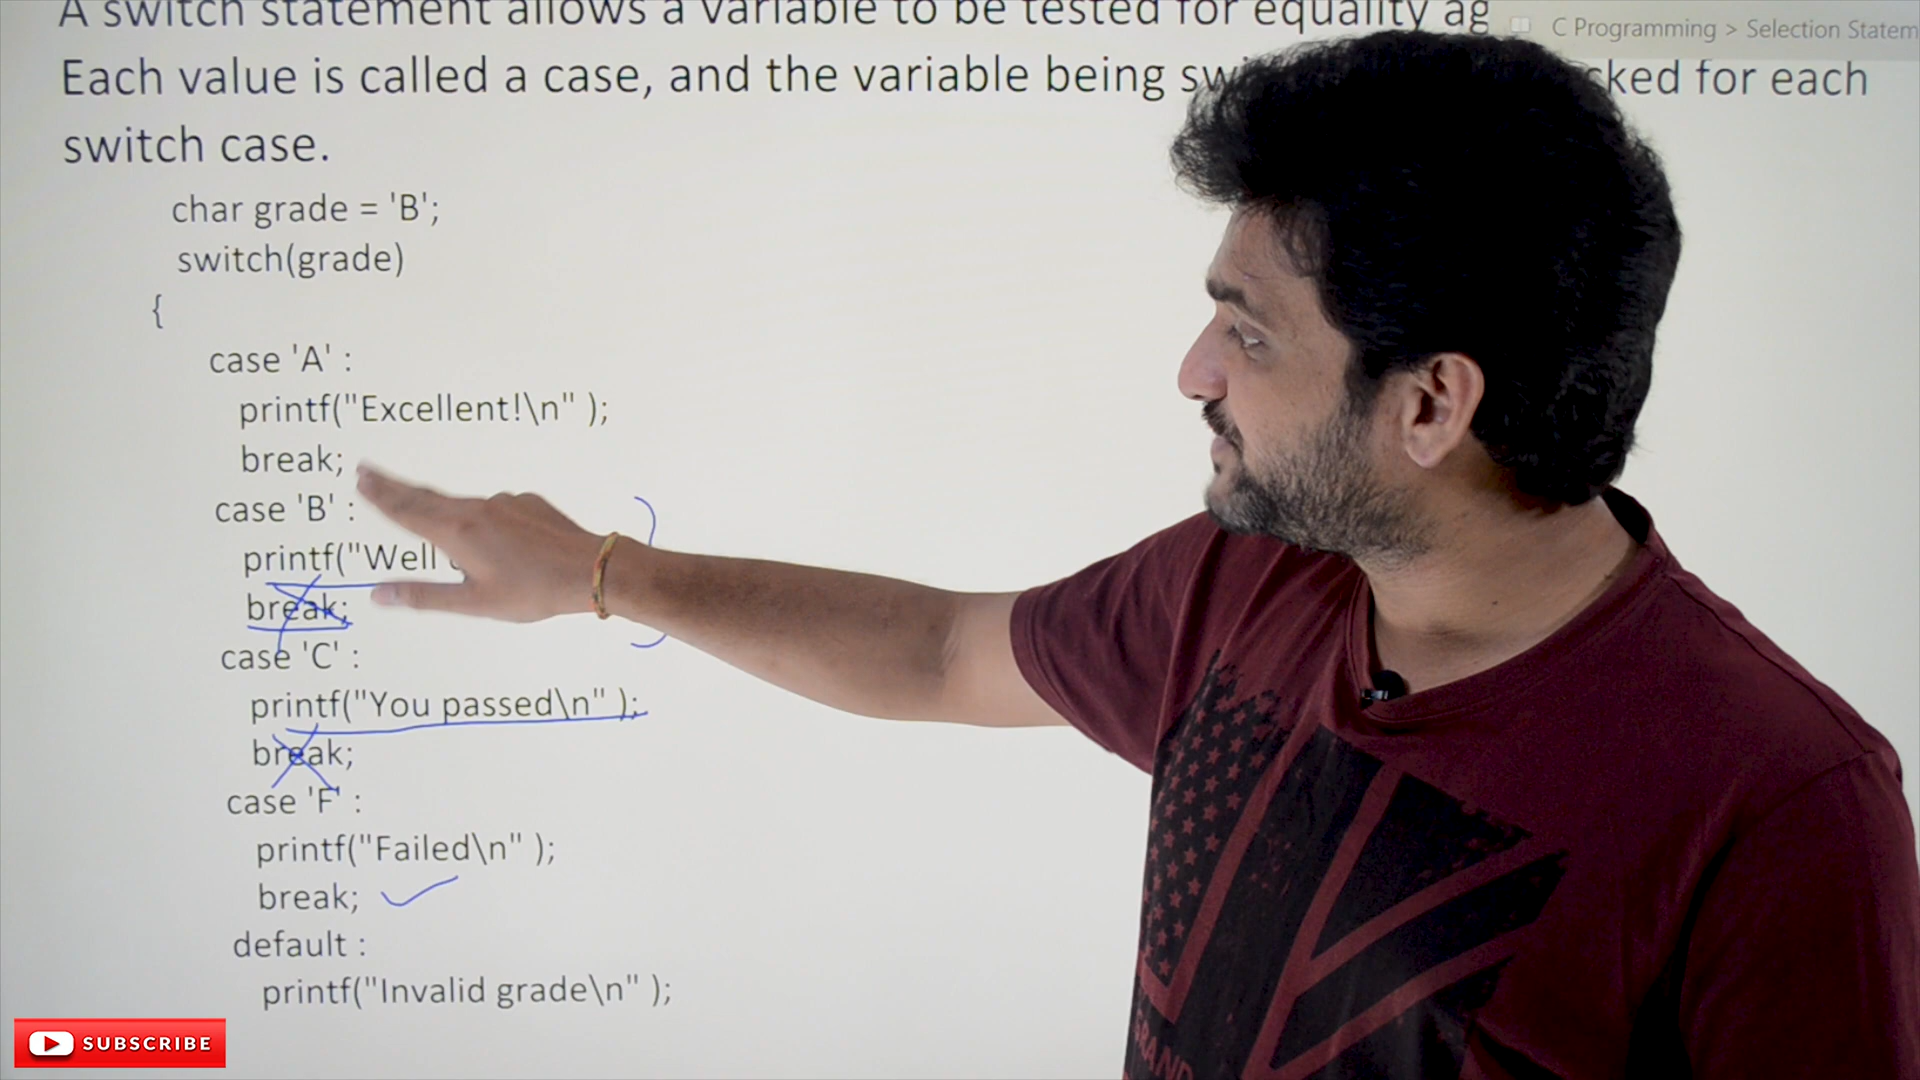 A switch statement allows a variable to be tested for equality ag
C Programming > Selection Statem
Each value is called a case, and the variable being sw ked for each
switch case.
char grade = 'B';
switch(grade)
{
case 'A' :
printf("Excellent!\n" );
break;
case 'B' :
printf("Well
break;
case 'C' :
printf("You passed\n" );
break;
case 'F' :
printf("Failed\n" );
break;
default :
printf("Invalid grade\n" );
SUBSCRIBE